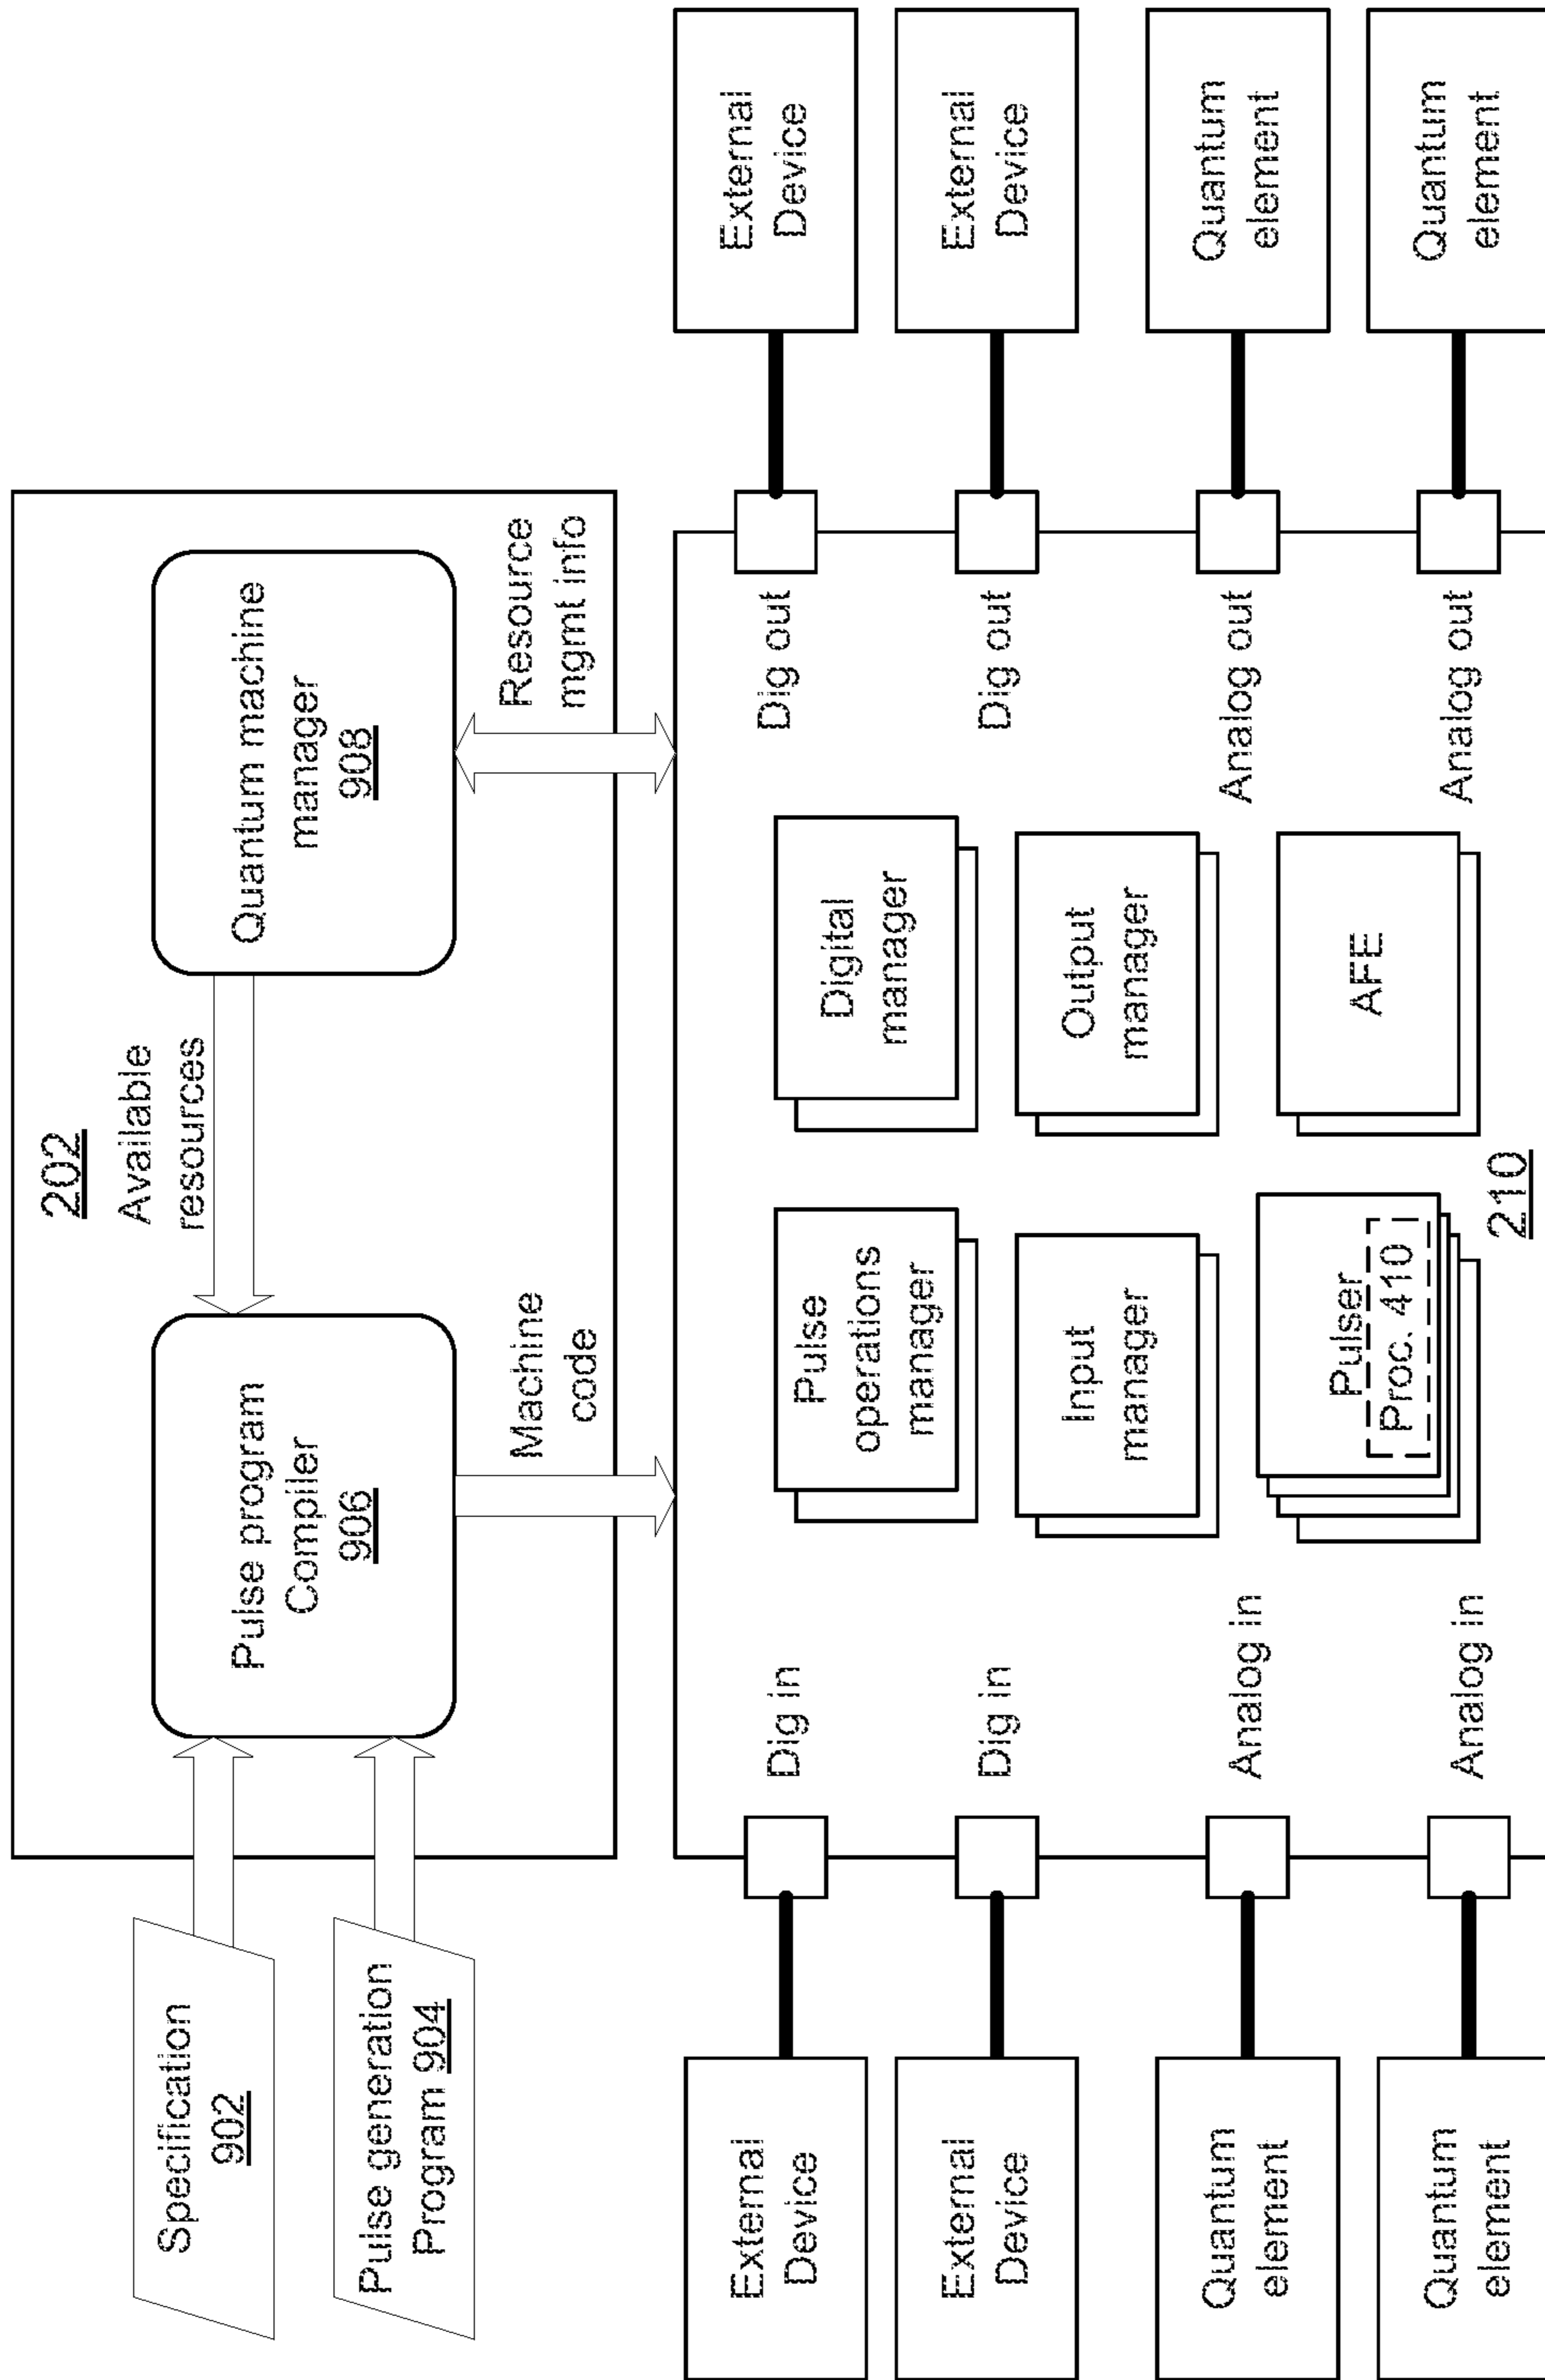 202
Specification
902
Pulse generation
Program 904
Pulse program
Compiler
906
Available
resources
Quantum machine
manager
908
Machine
code
Resource
mgmt info
External
Device
Dig in
Pulse
operations
manager
Digital
manager
Dig out
External
Device
External
Device
Dig in
Input
manager
Output
manager
Dig out
External
Device
Quantum
element
Analog in
Pulser
Proc. 410
AFE
Analog out
Quantum
element
Quantum
element
Analog in
210
Analog out
Quantum
element